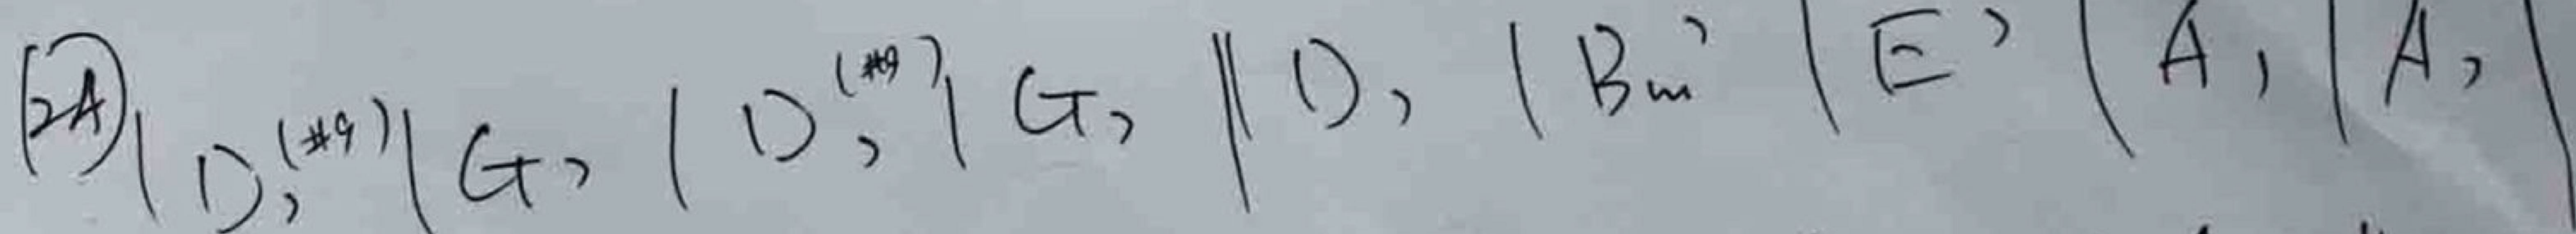 2A | D7(#9) | G7 | D7(#9) | G7 || D7 | Bm7 | E7 | A7 | A7 |